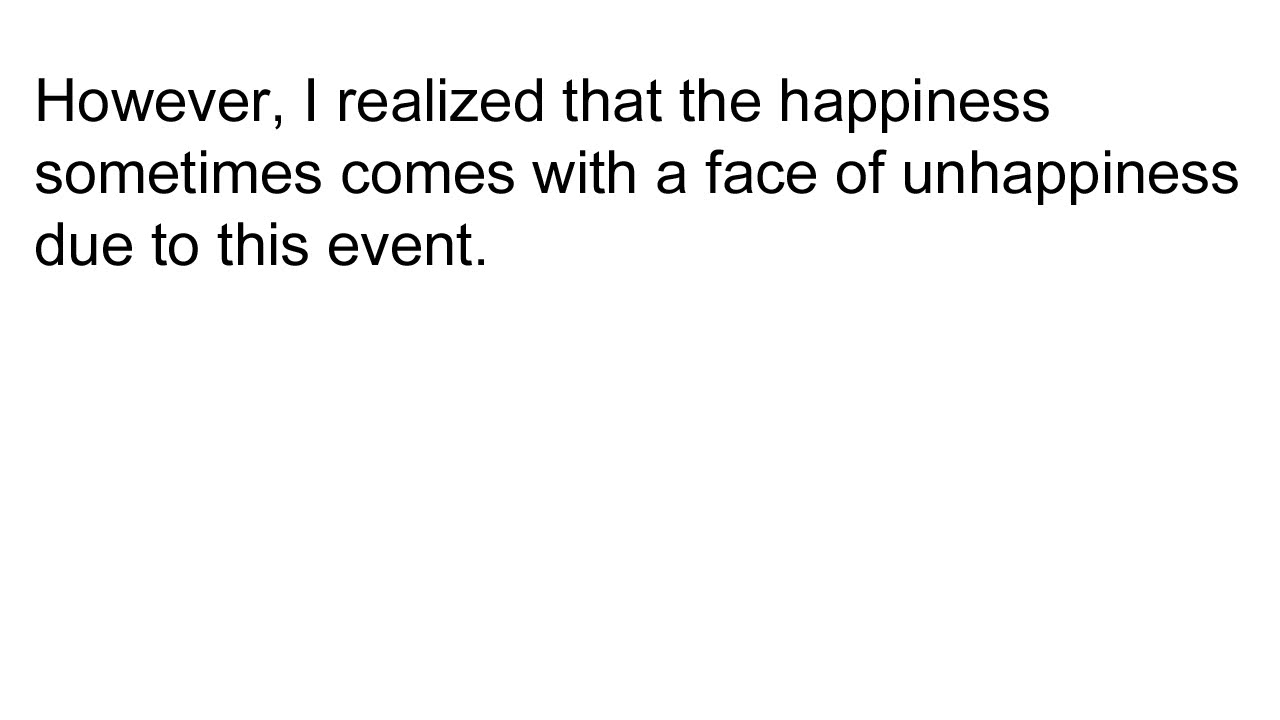 However, I realized that the happiness
sometimes comes with a face of unhappiness
due to this event.